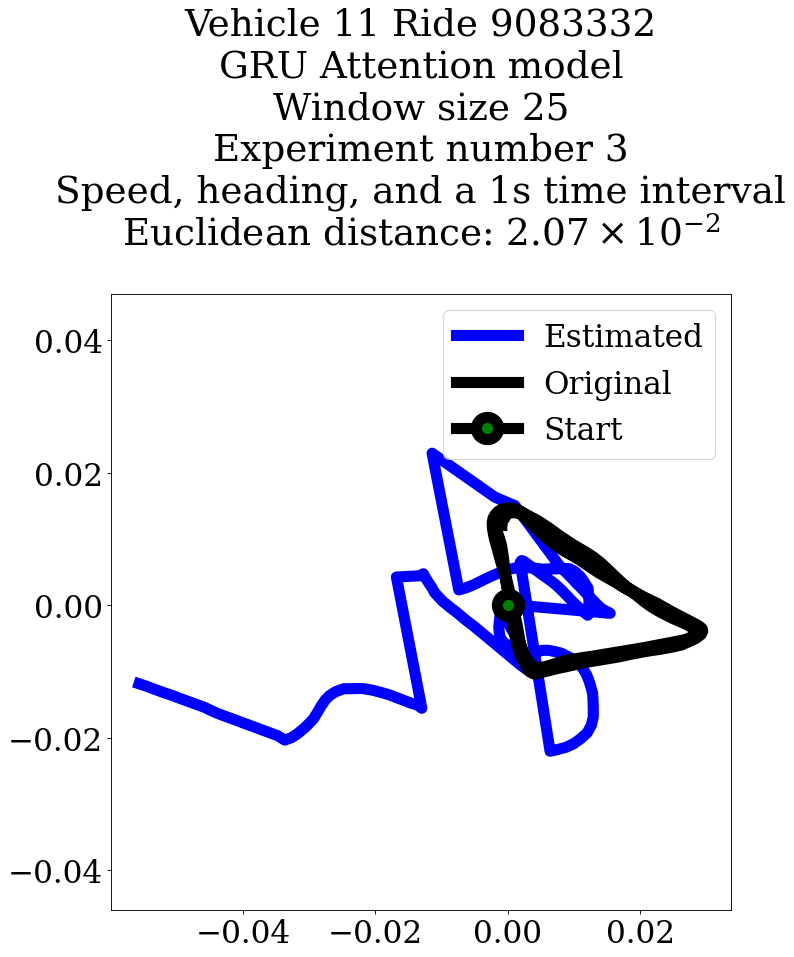 Vehicle 11 Ride 9083332
GRU Attention model
Window size 25
Experiment number 3
Speed, heading, and a 1s time interval
Euclidean distance: 2.07 × 10⁻²
Estimated
Original
Start
0.04
0.02
0.00
−0.02
−0.04
−0.04 −0.02 0.00 0.02